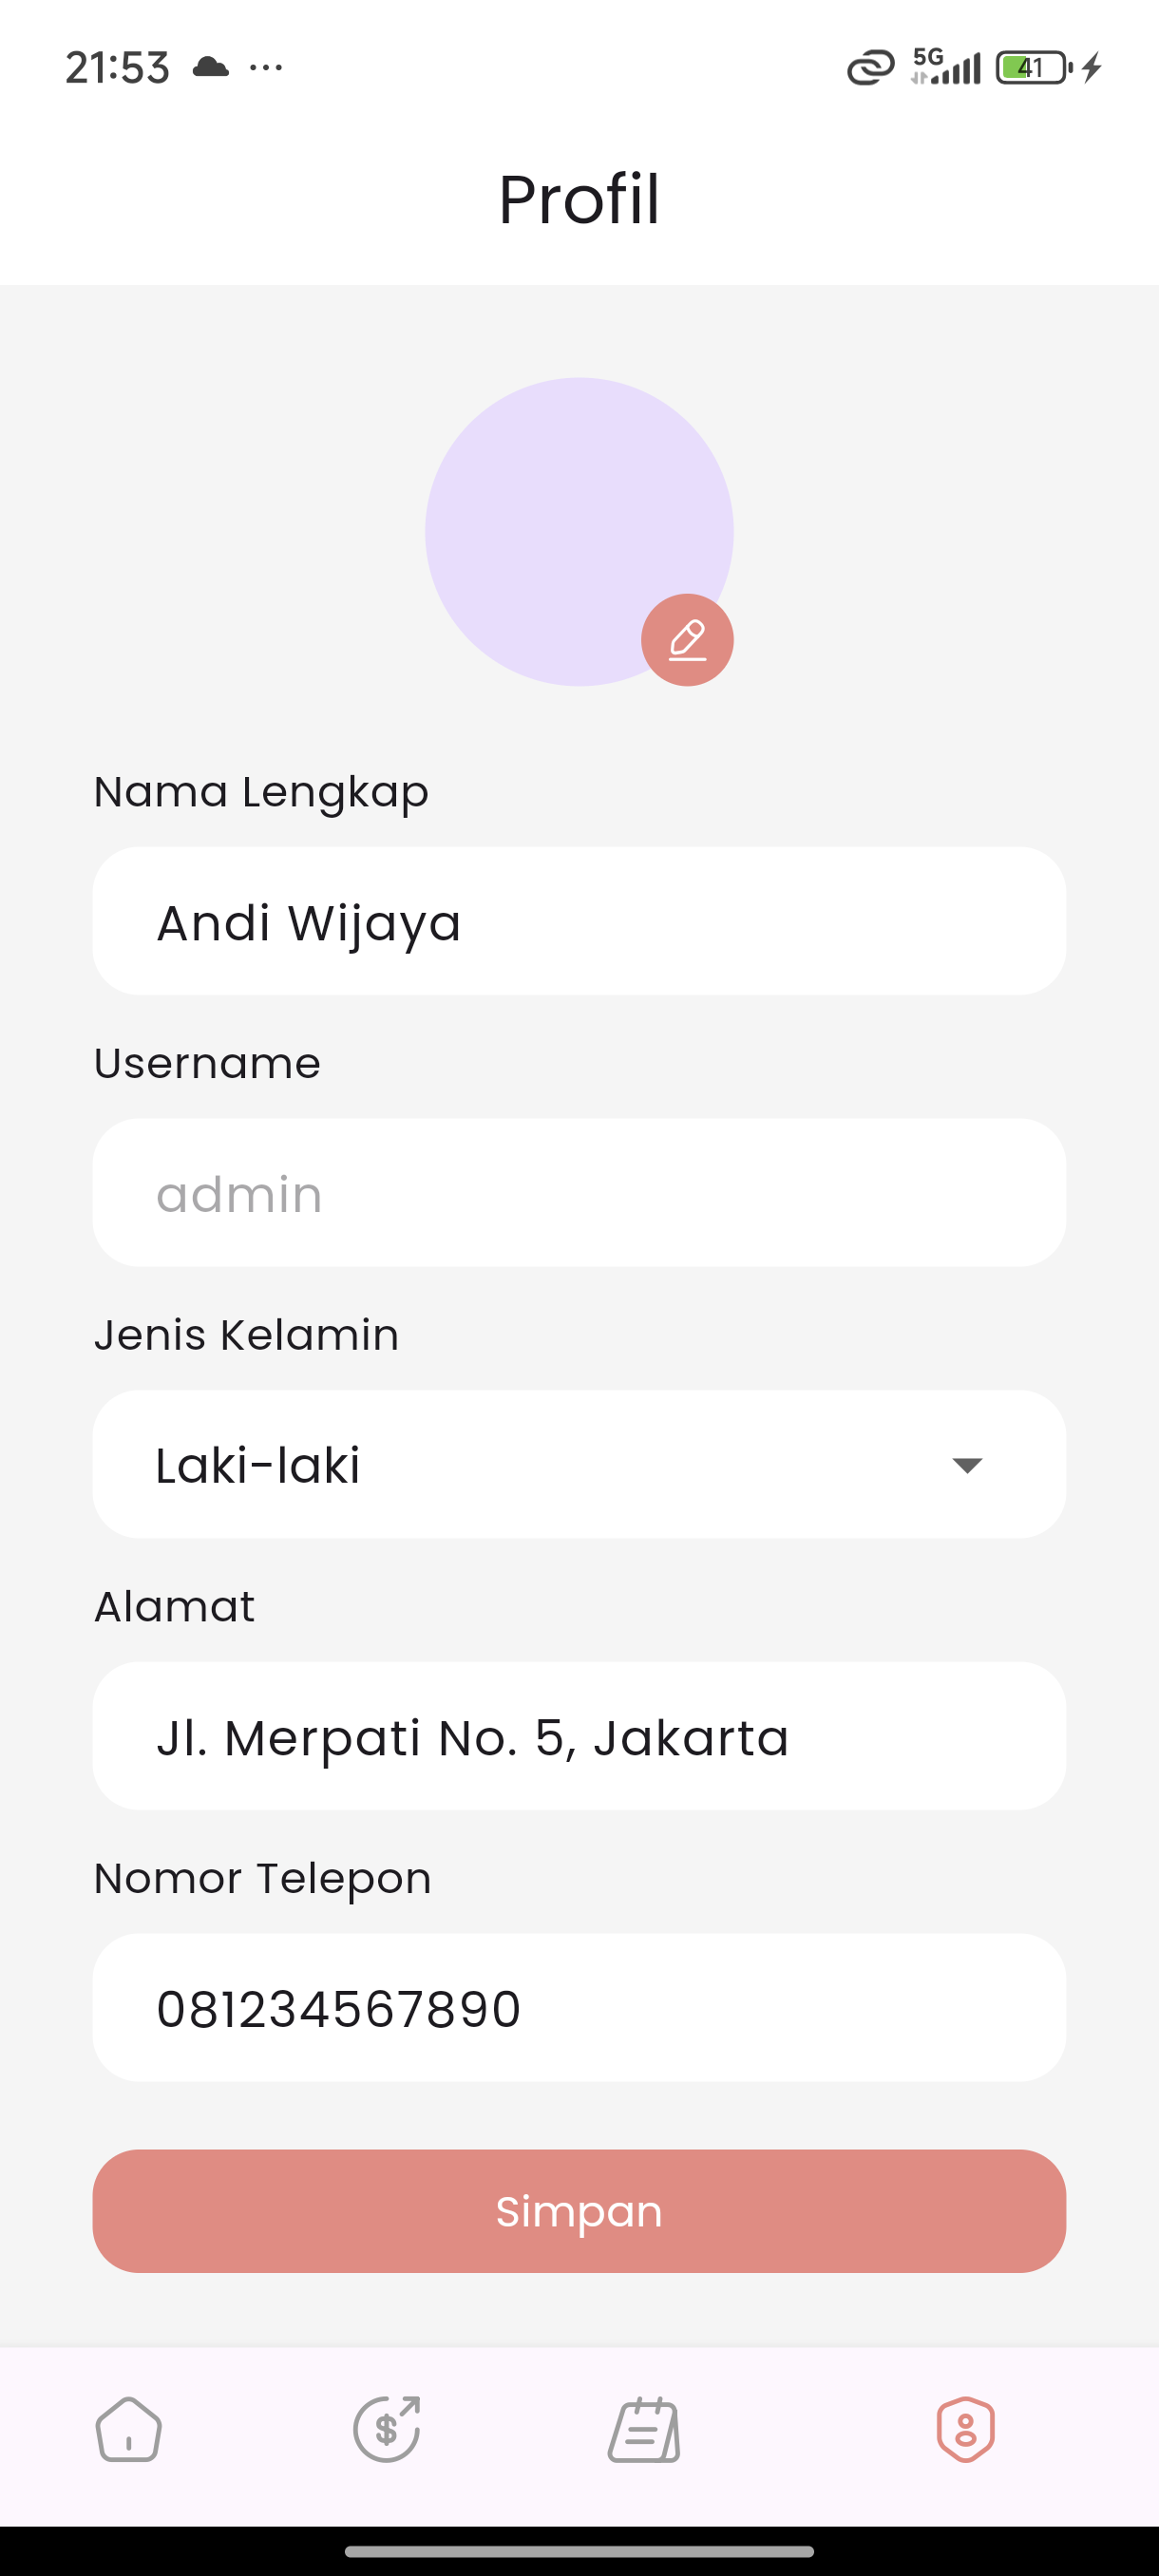 21:53 ... 5G 41
Profil
Nama Lengkap
Andi Wijaya
Username
admin
Jenis Kelamin
Laki-laki
Alamat
Jl. Merpati No. 5, Jakarta
Nomor Telepon
081234567890
Simpan
$